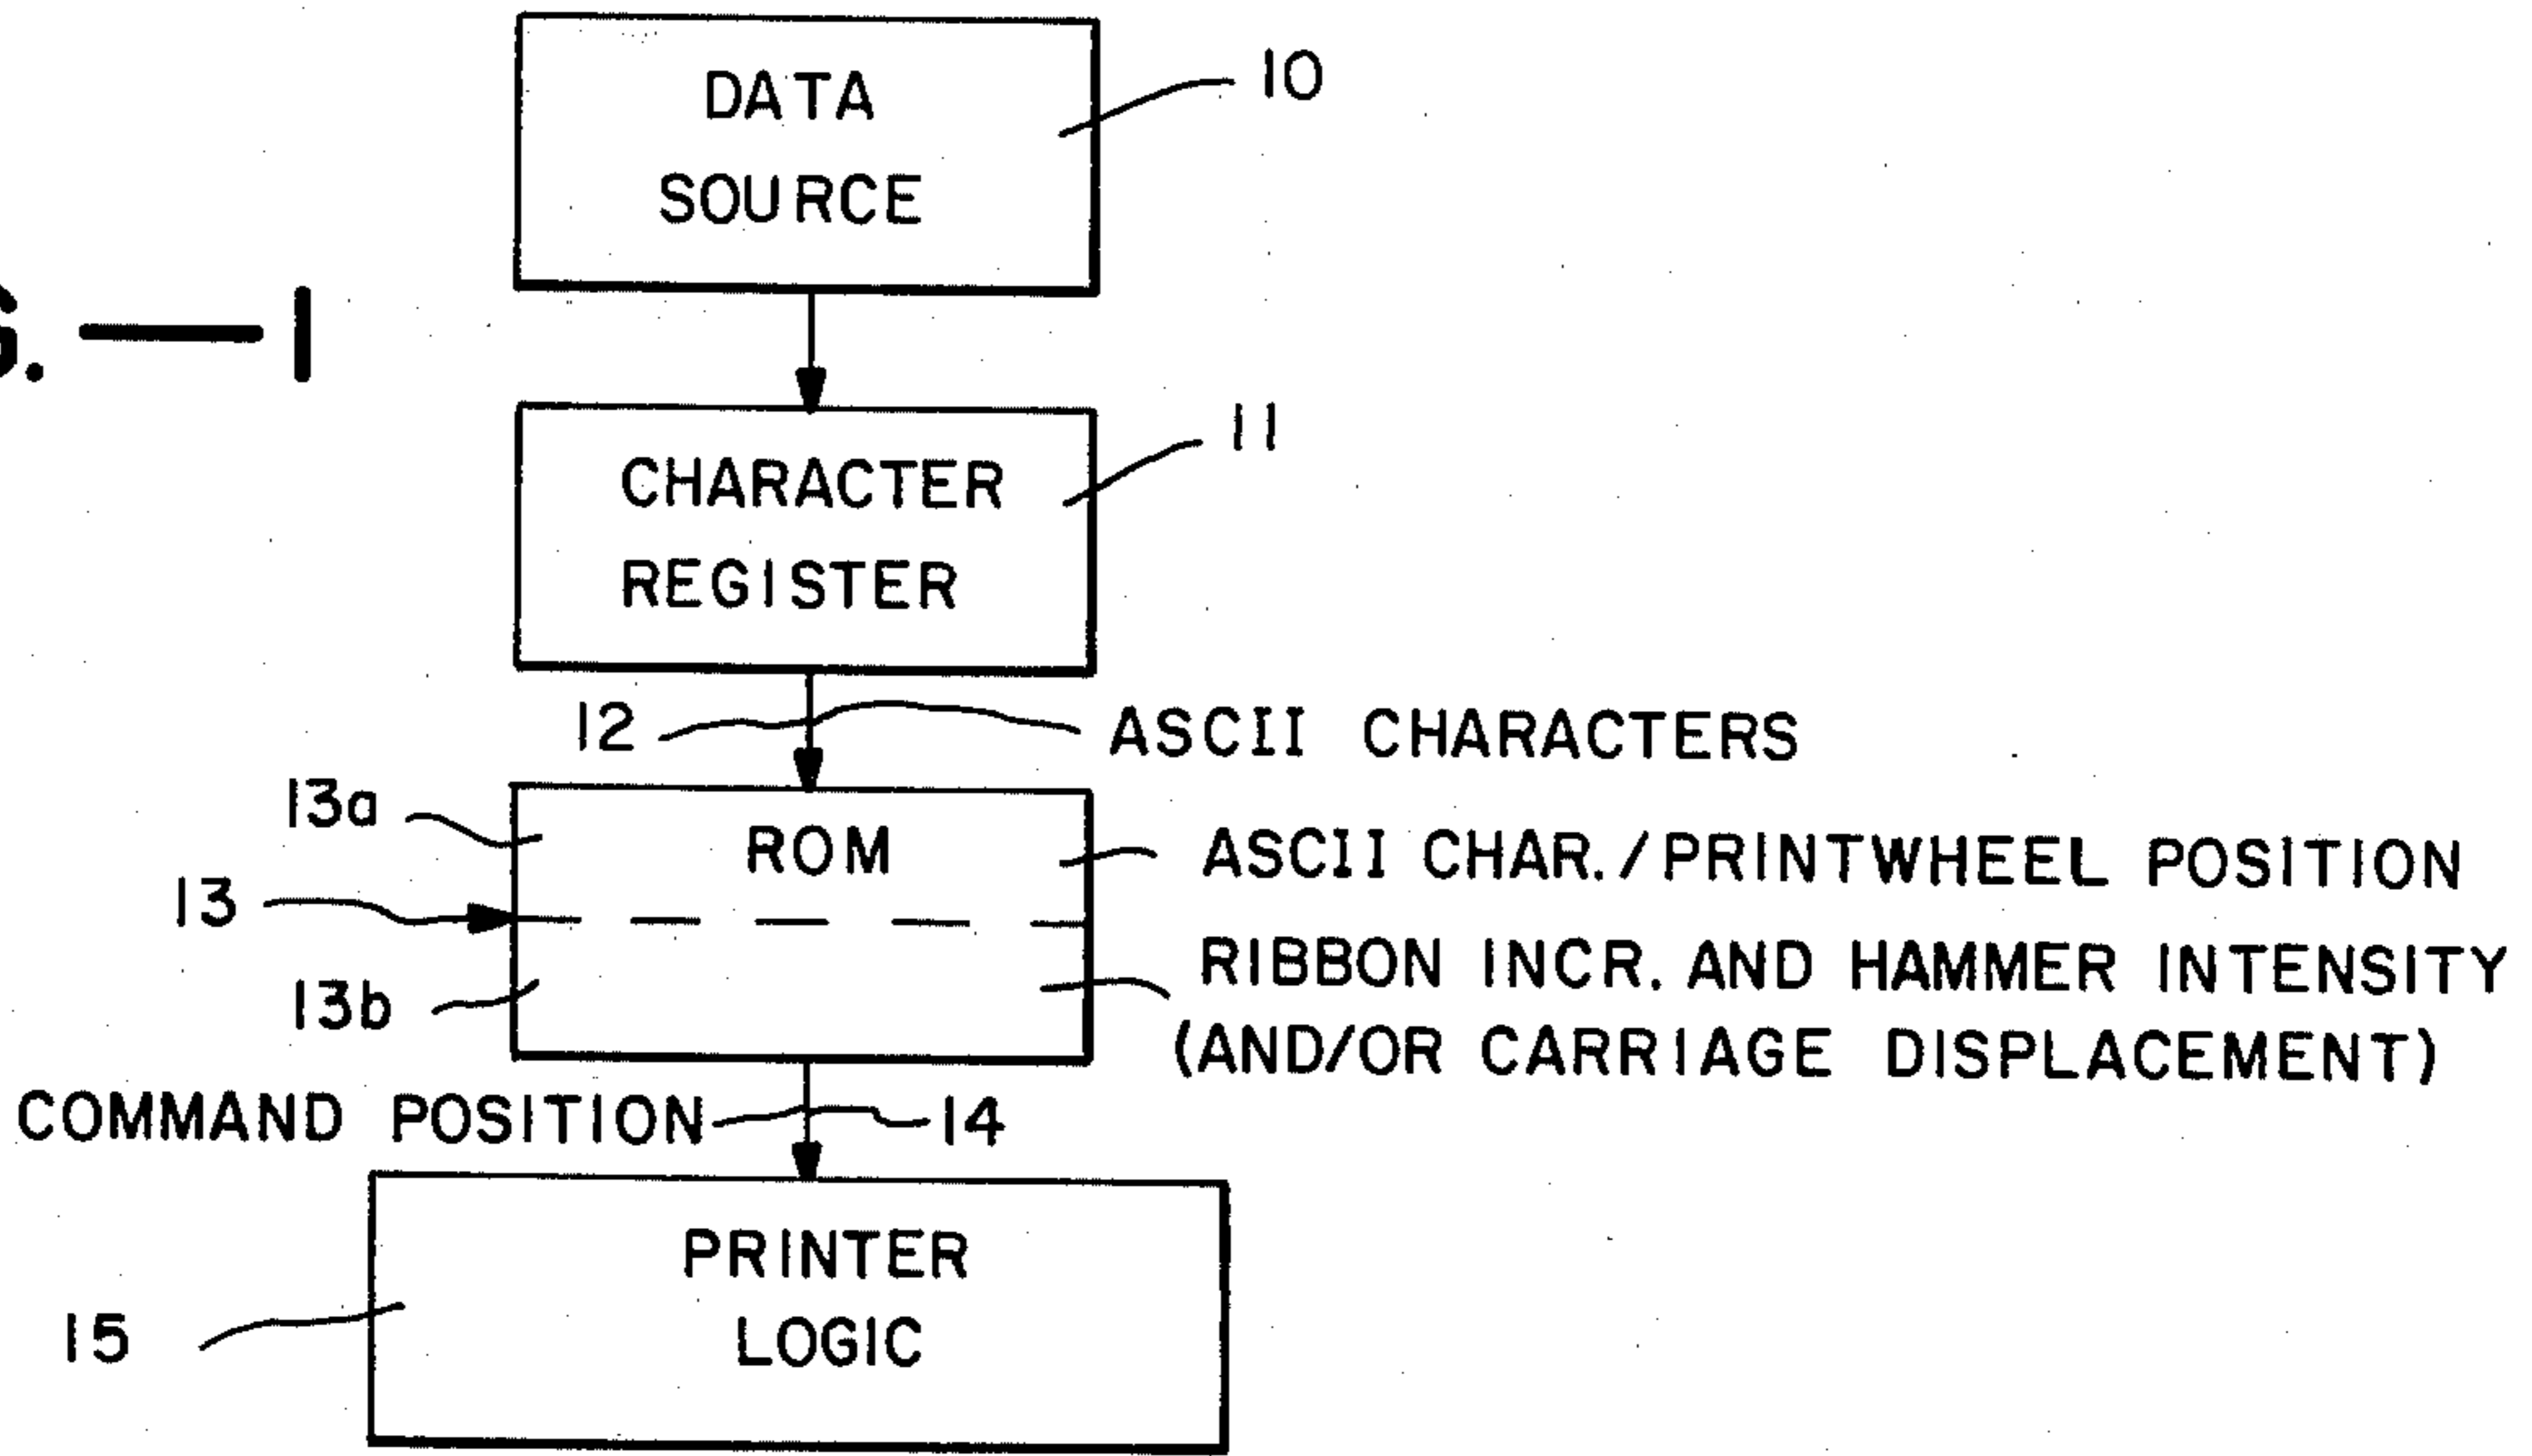 DATA
SOURCE
10
G.—1
CHARACTER
REGISTER
11
12
ASCII CHARACTERS
13a
ROM
ASCII CHAR./PRINTWHEEL POSITION
13
13b
RIBBON INCR. AND HAMMER INTENSITY
(AND/OR CARRIAGE DISPLACEMENT)
COMMAND POSITION
14
PRINTER
LOGIC
15